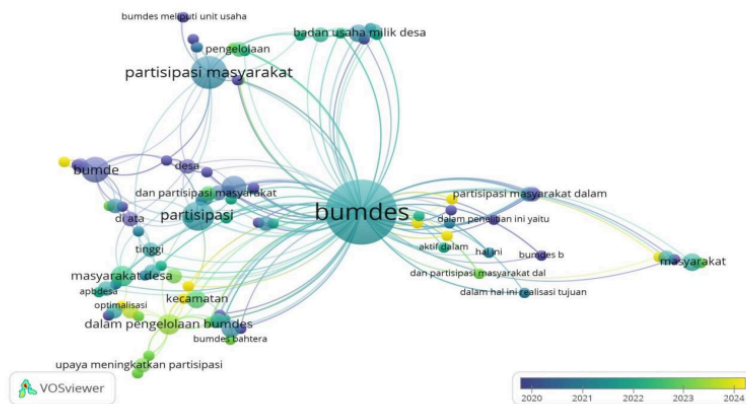 bumdes meliputi unit usaha
badan usaha milik desa
pengelolaan
partisipasi masyarakat
bumde
desa
dan partisipasi masyarakat
partisipasi masyarakat dalam
di ata
partisipasi
bumdes
dalam penelitian ini yaitu
aktif dalam
hal ini
bumdes b
tinggi
masyarakat
masyarakat desa
dan partisipasi masyarakat dal
apbdesa
kecamatan
dalam hal ini realisasi tujuan
optimalisasi
dalam pengelolaan bumdes
bumdes bahtera
upaya meningkatkan partisipasi
VOSviewer
2020 2021 2022 2023 2024